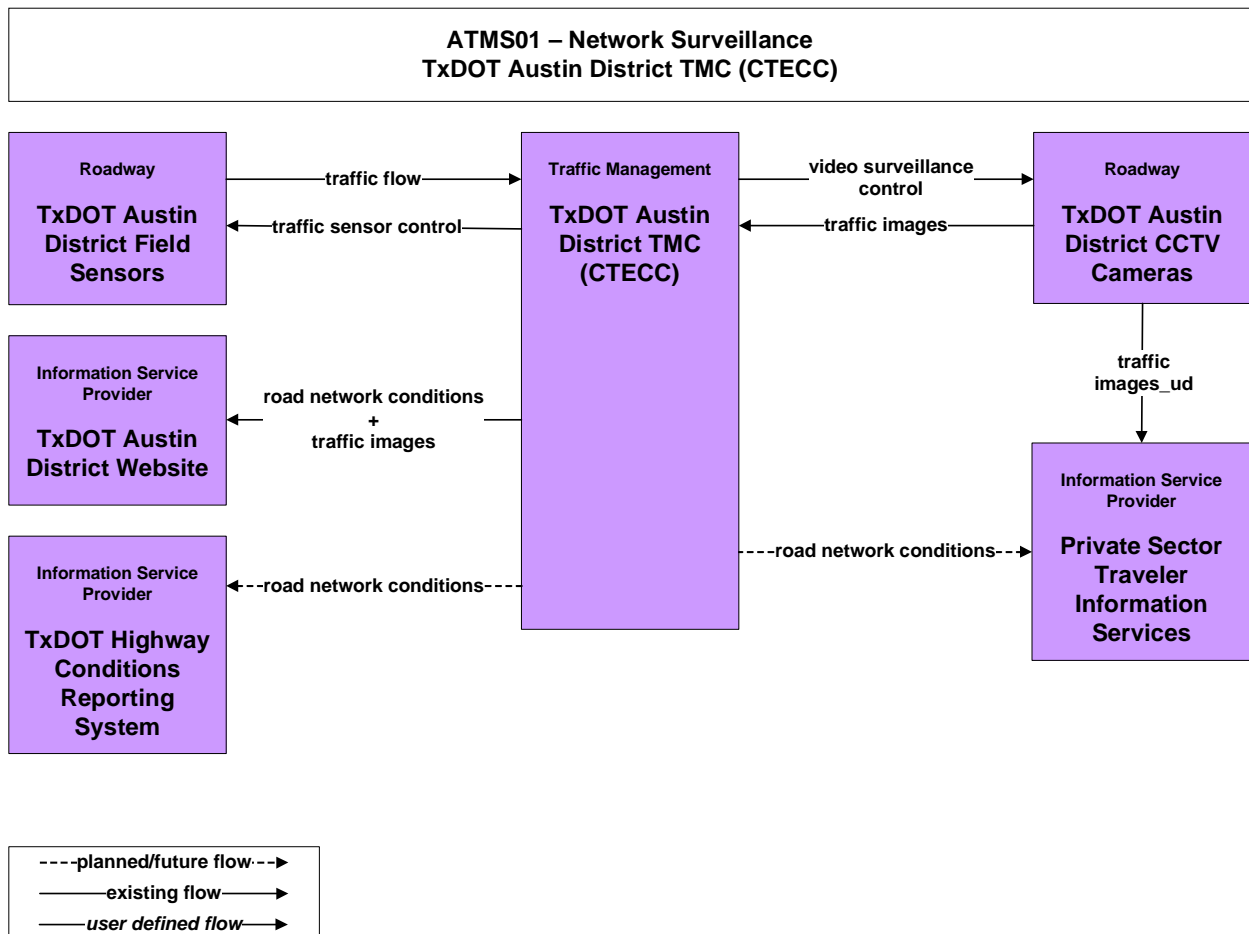 ATMS01 – Network Surveillance
TxDOT Austin District TMC (CTECC)
Roadway
TxDOT Austin
District Field
Sensors
traffic flow
traffic sensor control
Traffic Management
TxDOT Austin
District TMC
(CTECC)
video surveillance
control
traffic images
Roadway
TxDOT Austin
District CCTV
Cameras
Information Service
Provider
TxDOT Austin
District Website
road network conditions
+
traffic images
traffic
images_ud
Information Service
Provider
TxDOT Highway
Conditions
Reporting
System
road network conditions
road network conditions
Information Service
Provider
Private Sector
Traveler
Information
Services
planned/future flow
existing flow
user defined flow